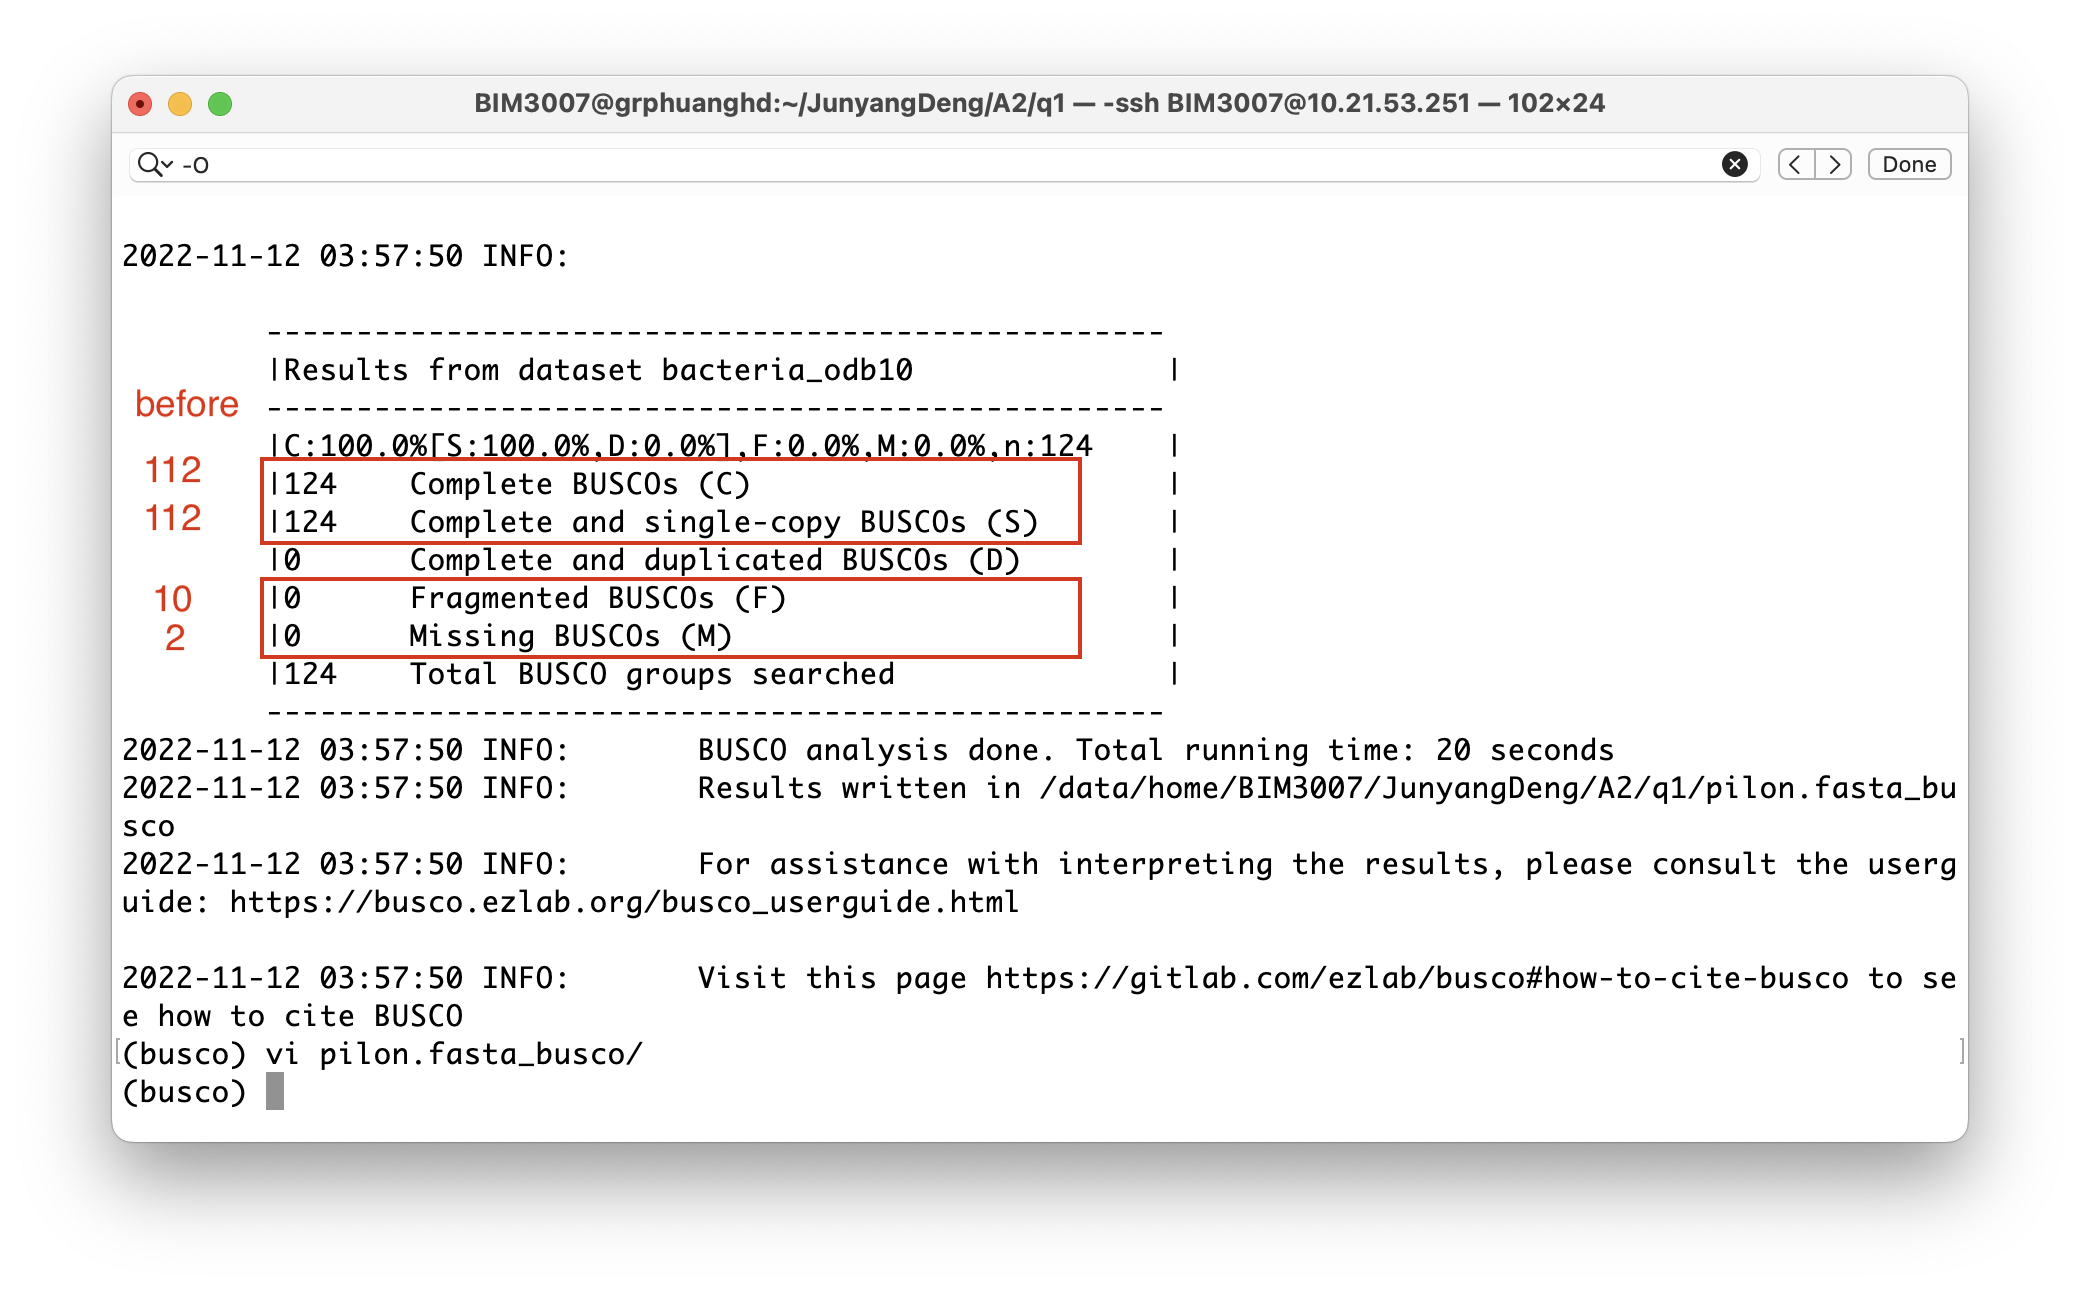 BIM3007@grphuanghd:~/JunyangDeng/A2/q1 — -ssh BIM3007@10.21.53.251 — 102×24
-O
Done
2022-11-12 03:57:50 INFO:
--------------------------------------------------
|Results from dataset bacteria_odb10 |
before
--------------------------------------------------
|C:100.0%[S:100.0%,D:0.0%],F:0.0%,M:0.0%,n:124 |
112 |124 Complete BUSCOs (C) |
112 |124 Complete and single-copy BUSCOs (S) |
|0 Complete and duplicated BUSCOs (D) |
10 |0 Fragmented BUSCOs (F) |
2 |0 Missing BUSCOs (M) |
|124 Total BUSCO groups searched |
--------------------------------------------------
2022-11-12 03:57:50 INFO: BUSCO analysis done. Total running time: 20 seconds
2022-11-12 03:57:50 INFO: Results written in /data/home/BIM3007/JunyangDeng/A2/q1/pilon.fasta_bu
sco
2022-11-12 03:57:50 INFO: For assistance with interpreting the results, please consult the userg
uide: https://busco.ezlab.org/busco_userguide.html
2022-11-12 03:57:50 INFO: Visit this page https://gitlab.com/ezlab/busco#how-to-cite-busco to se
e how to cite BUSCO
[(busco) vi pilon.fasta_busco/ ]
(busco)